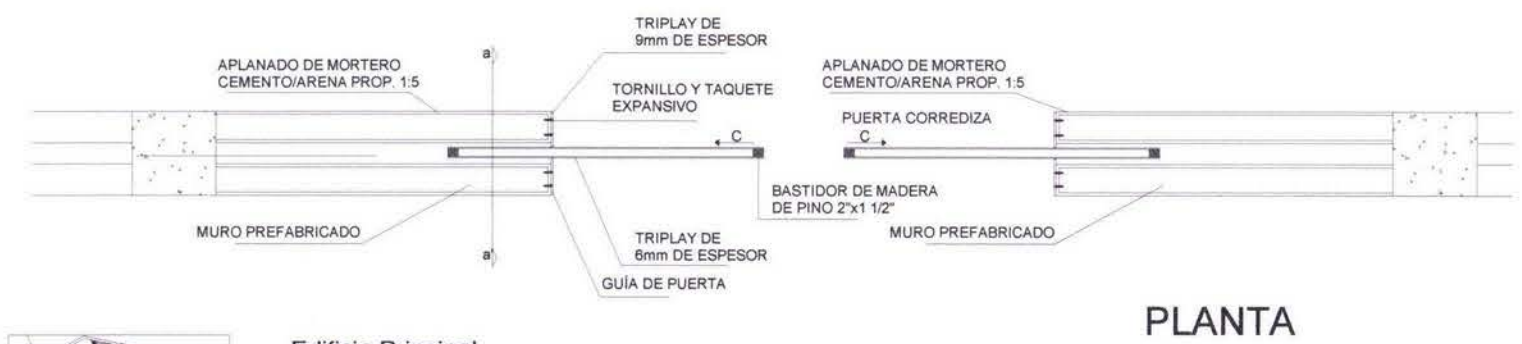 TRIPLAY DE
9mm DE ESPESOR
a
APLANADO DE MORTERO
CEMENTO/ARENA PROP. 1:5
APLANADO DE MORTERO
CEMENTO/ARENA PROP. 1:5
TORNILLO Y TAQUETE
EXPANSIVO
PUERTA CORREDIZA
C
C
BASTIDOR DE MADERA
DE PINO 2"x1 1/2"
MURO PREFABRICADO
MURO PREFABRICADO
TRIPLAY DE
6mm DE ESPESOR
a
GUÍA DE PUERTA
PLANTA
Edificio Principal